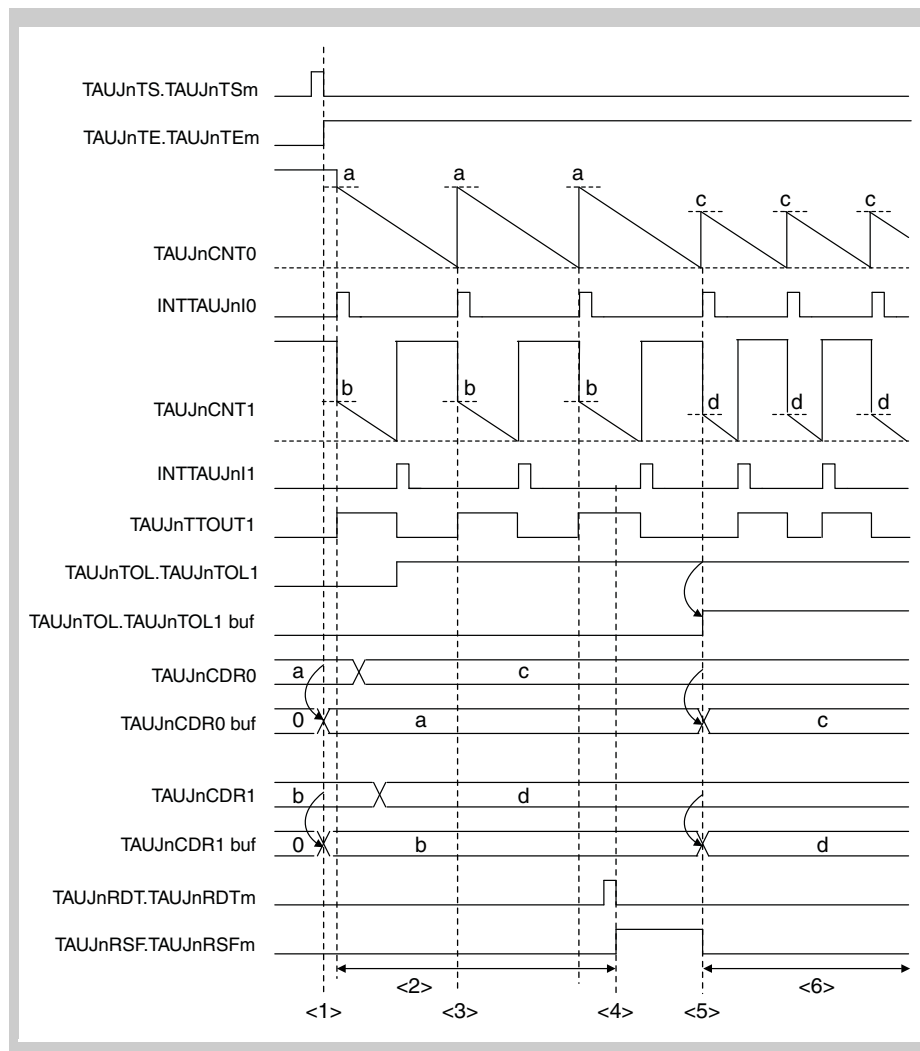 TAUJnTS.TAUJnTSm
TAUJnTE.TAUJnTEm
a a a
c c c
TAUJnCNT0
INTTAUJnI0
b b b
d d d
TAUJnCNT1
INTTAUJnI1
TAUJnTTOUT1
TAUJnTOL.TAUJnTOL1
TAUJnTOL.TAUJnTOL1 buf
TAUJnCDR0 a c
TAUJnCDR0 buf 0 a c
TAUJnCDR1 b d
TAUJnCDR1 buf 0 b d
TAUJnRDT.TAUJnRDTm
TAUJnRSF.TAUJnRSFm
<2> <6>
<1> <3> <4> <5>